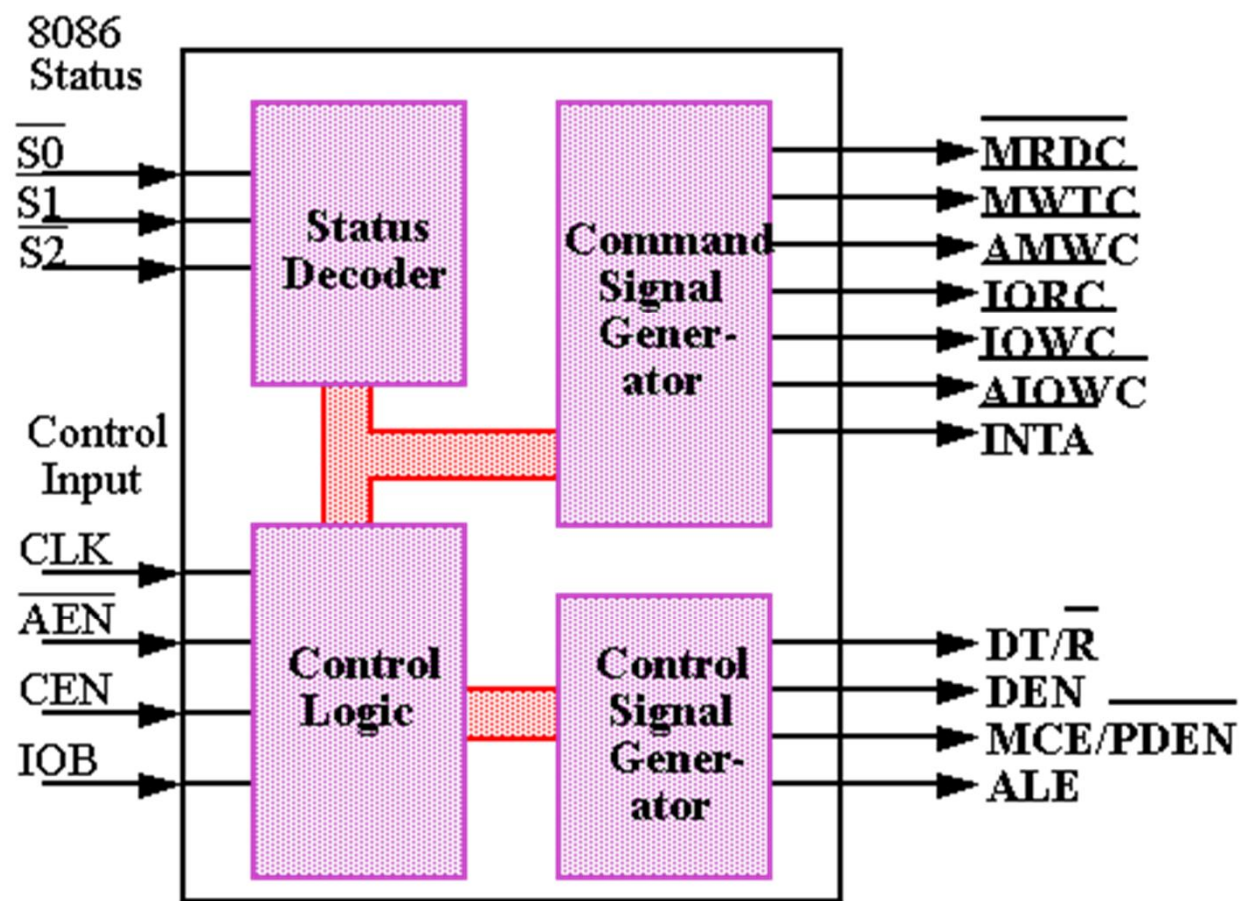 8086
Status
S0
S1
S2
Status
Decoder
Command
Signal
Gener-
ator
MRDC
MWTC
AMWC
IORC
IOWC
AIOWC
INTA
Control
Input
CLK
AEN
CEN
IOB
Control
Logic
Control
Signal
Gener-
ator
DT/R
DEN
MCE/PDEN
ALE